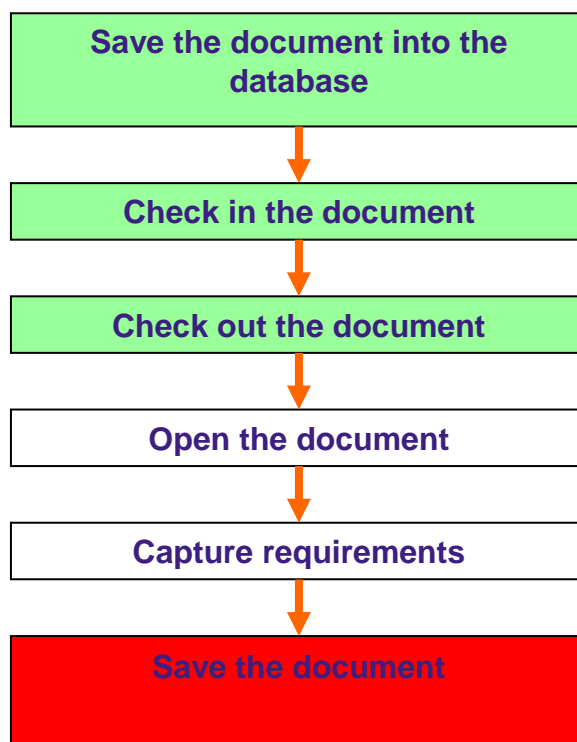 Save the document into the
database
Check in the document
Check out the document
Open the document
Capture requirements
Save the document